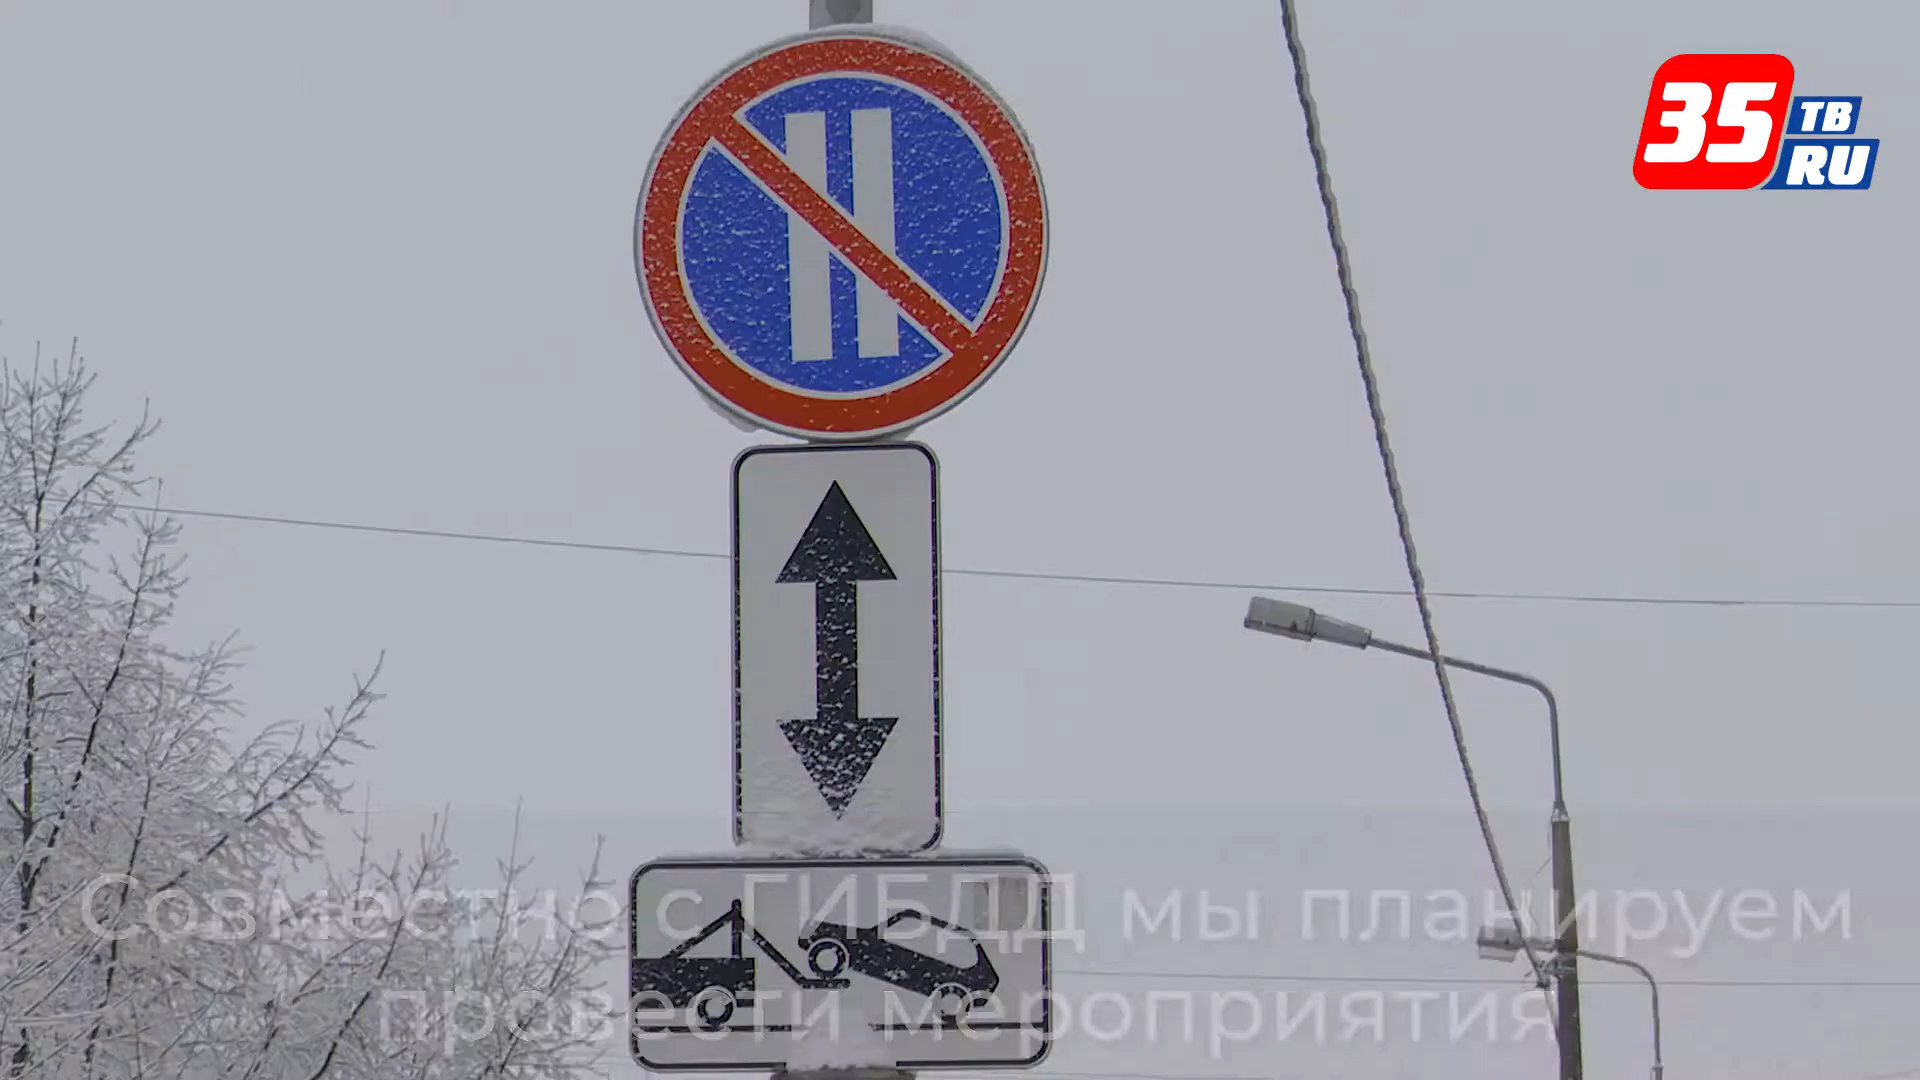 35
ТВ
RU
Совместно с ГИБДД мы планируем
провести мероприятия